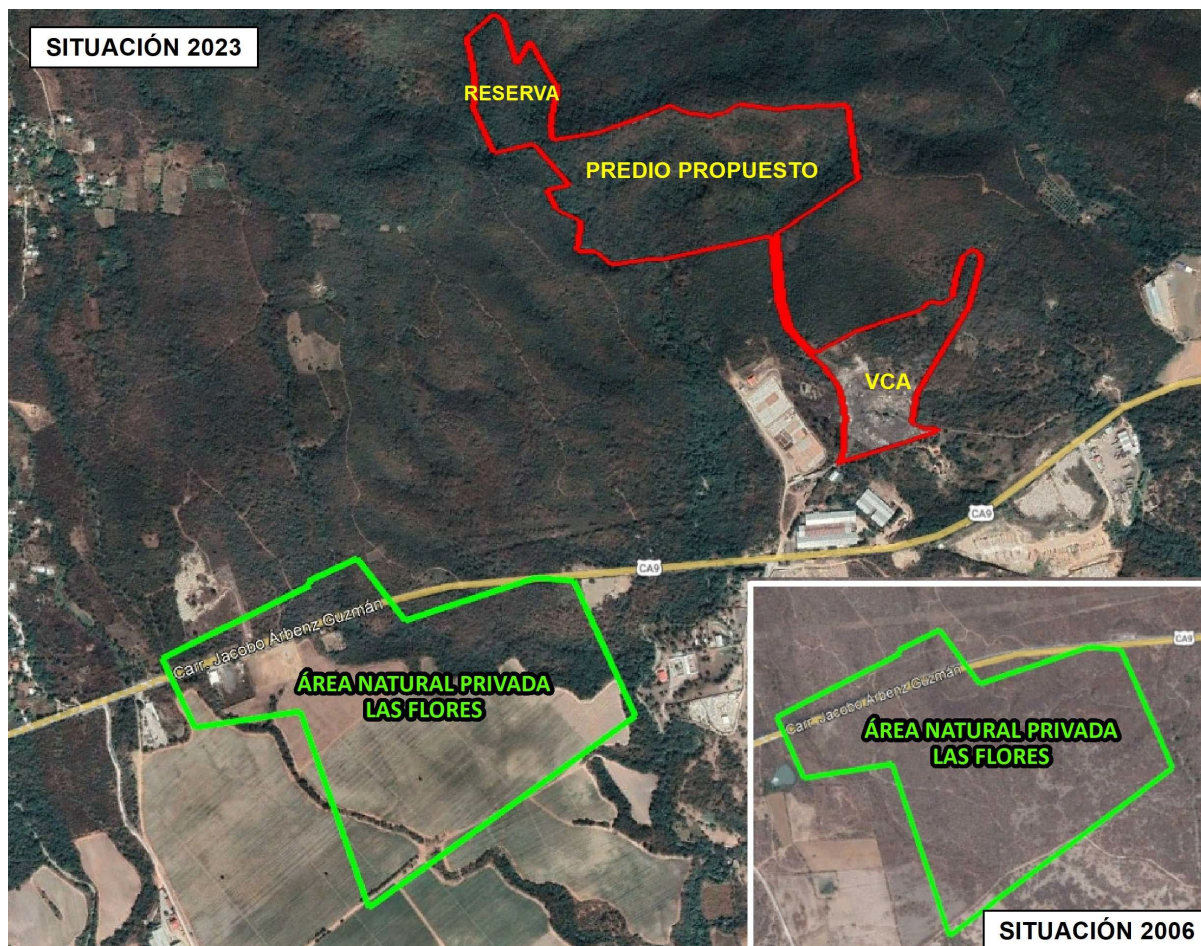 SITUACIÓN 2023
RESERVA
PREDIO PROPUESTO
VCA
CA9
CA9
Carr. Jacobo Arbenz Guzmán
ÁREA NATURAL PRIVADA
LAS FLORES
CA9
Carr. Jacobo Arbenz Guzmán
ÁREA NATURAL PRIVADA
LAS FLORES
SITUACIÓN 2006